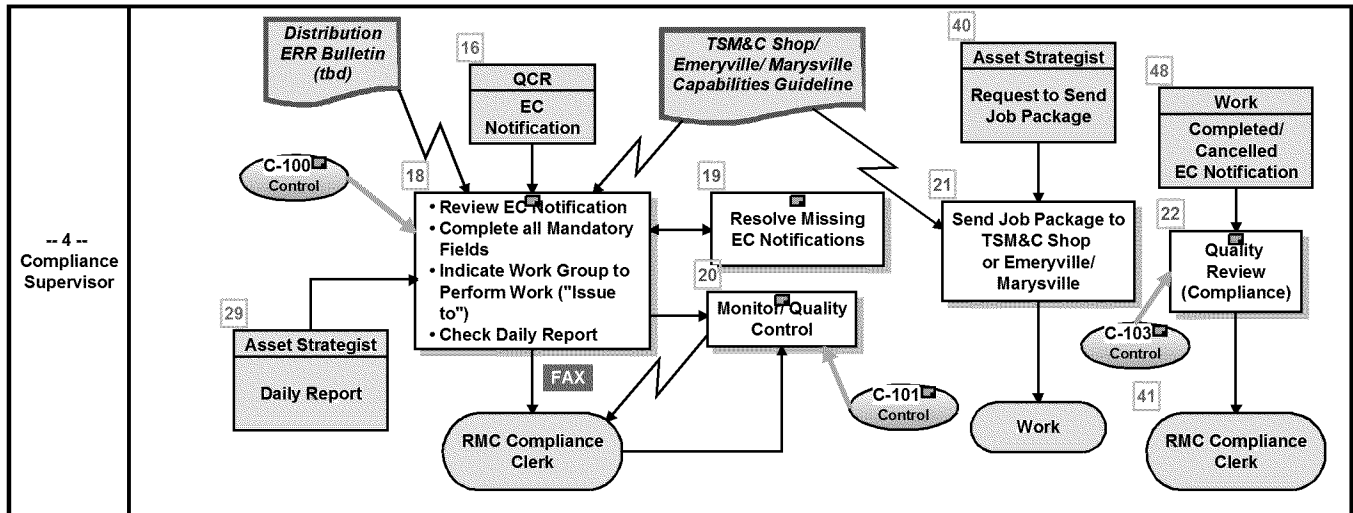 -- 4 --
Compliance
Supervisor
Distribution
ERR Bulletin
(tbd)
16
QCR
EC
Notification
TSM&C Shop/
Emeryville/ Marysville
Capabilities Guideline
40
Asset Strategist
Request to Send
Job Package
48
Work
Completed/
Cancelled
EC Notification
C-100
Control
18
• Review EC Notification
• Complete all Mandatory
Fields
• Indicate Work Group to
Perform Work ("Issue
to")
• Check Daily Report
19
Resolve Missing
EC Notifications
20
Monitor/ Quality
Control
21
Send Job Package to
TSM&C Shop
or Emeryville/
Marysville
22
Quality
Review
(Compliance)
29
Asset Strategist
Daily Report
FAX
C-101
Control
C-103
Control
41
RMC Compliance
Clerk
Work
RMC Compliance
Clerk